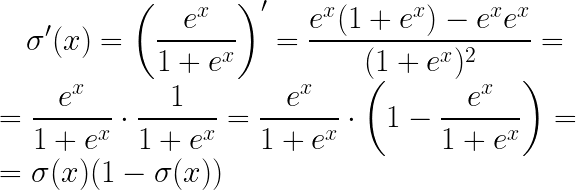 σ′(x) = (e^x / (1 + e^x))′ = (e^x(1 + e^x) − e^x e^x) / (1 + e^x)^2 =
= e^x / (1 + e^x) · 1 / (1 + e^x) = e^x / (1 + e^x) · (1 − e^x / (1 + e^x)) =
= σ(x)(1 − σ(x))